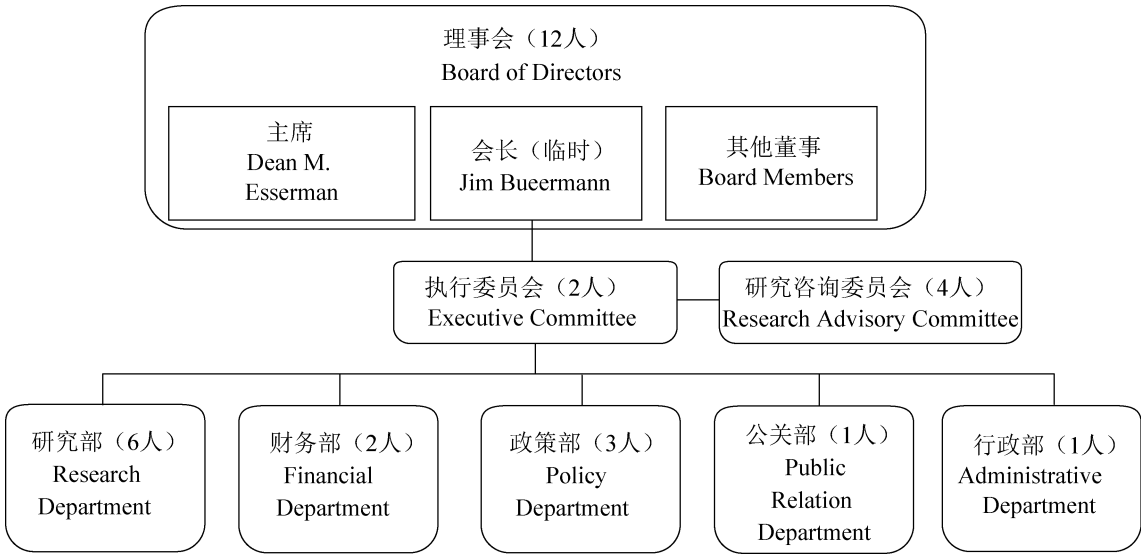 理事会（12人）
Board of Directors
主席
Dean M.
Esserman
会长（临时）
Jim Bueermann
其他董事
Board Members
执行委员会（2人）
Executive Committee
研究咨询委员会（4人）
Research Advisory Committee
研究部（6人）
Research
Department
财务部（2人）
Financial
Department
政策部（3人）
Policy
Department
公关部（1人）
Public
Relation
Department
行政部（1人）
Administrative
Department